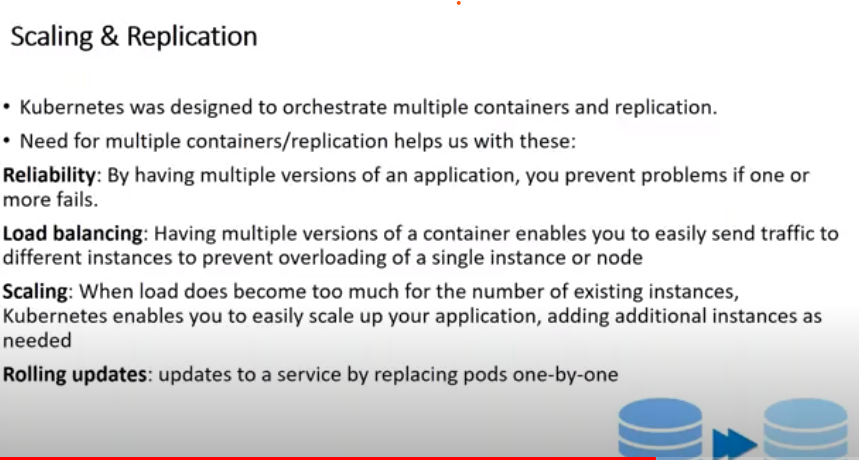 Scaling & Replication
• Kubernetes was designed to orchestrate multiple containers and replication.
• Need for multiple containers/replication helps us with these:
Reliability: By having multiple versions of an application, you prevent problems if one or
more fails.
Load balancing: Having multiple versions of a container enables you to easily send traffic to
different instances to prevent overloading of a single instance or node
Scaling: When load does become too much for the number of existing instances,
Kubernetes enables you to easily scale up your application, adding additional instances as
needed
Rolling updates: updates to a service by replacing pods one-by-one